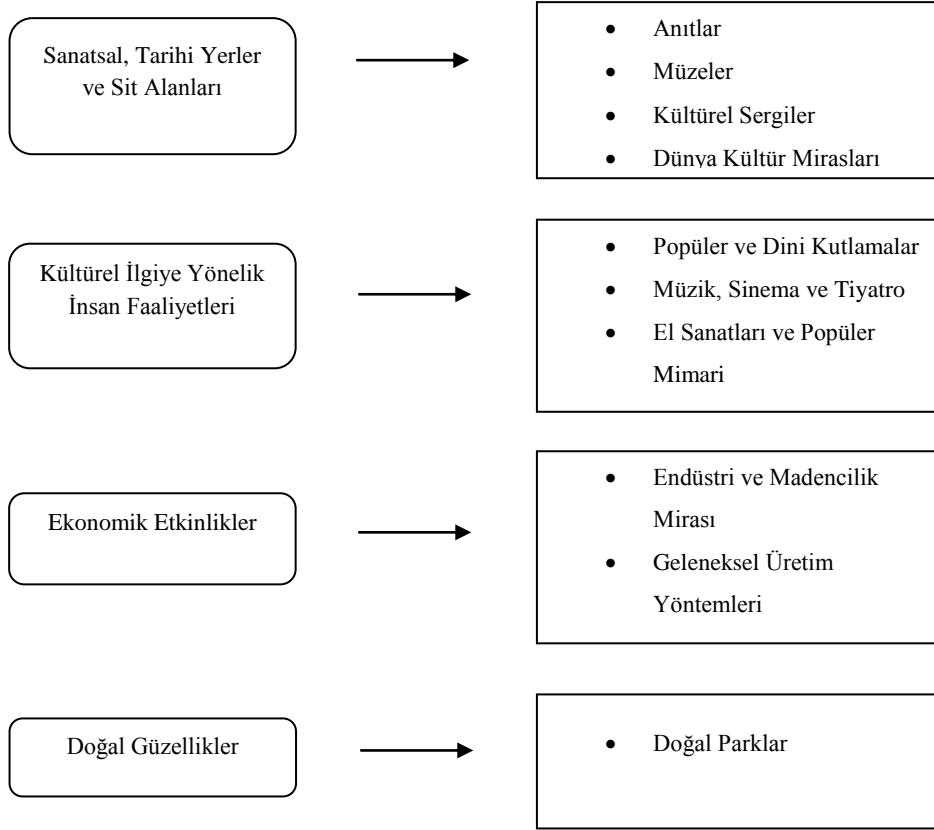 Sanatsal, Tarihi Yerler
ve Sit Alanları
• Anıtlar
• Müzeler
• Kültürel Sergiler
• Dünya Kültür Mirasları
Kültürel İlgiye Yönelik
İnsan Faaliyetleri
• Popüler ve Dini Kutlamalar
• Müzik, Sinema ve Tiyatro
• El Sanatları ve Popüler
Mimari
Ekonomik Etkinlikler
• Endüstri ve Madencilik
Mirası
• Geleneksel Üretim
Yöntemleri
Doğal Güzellikler
• Doğal Parklar